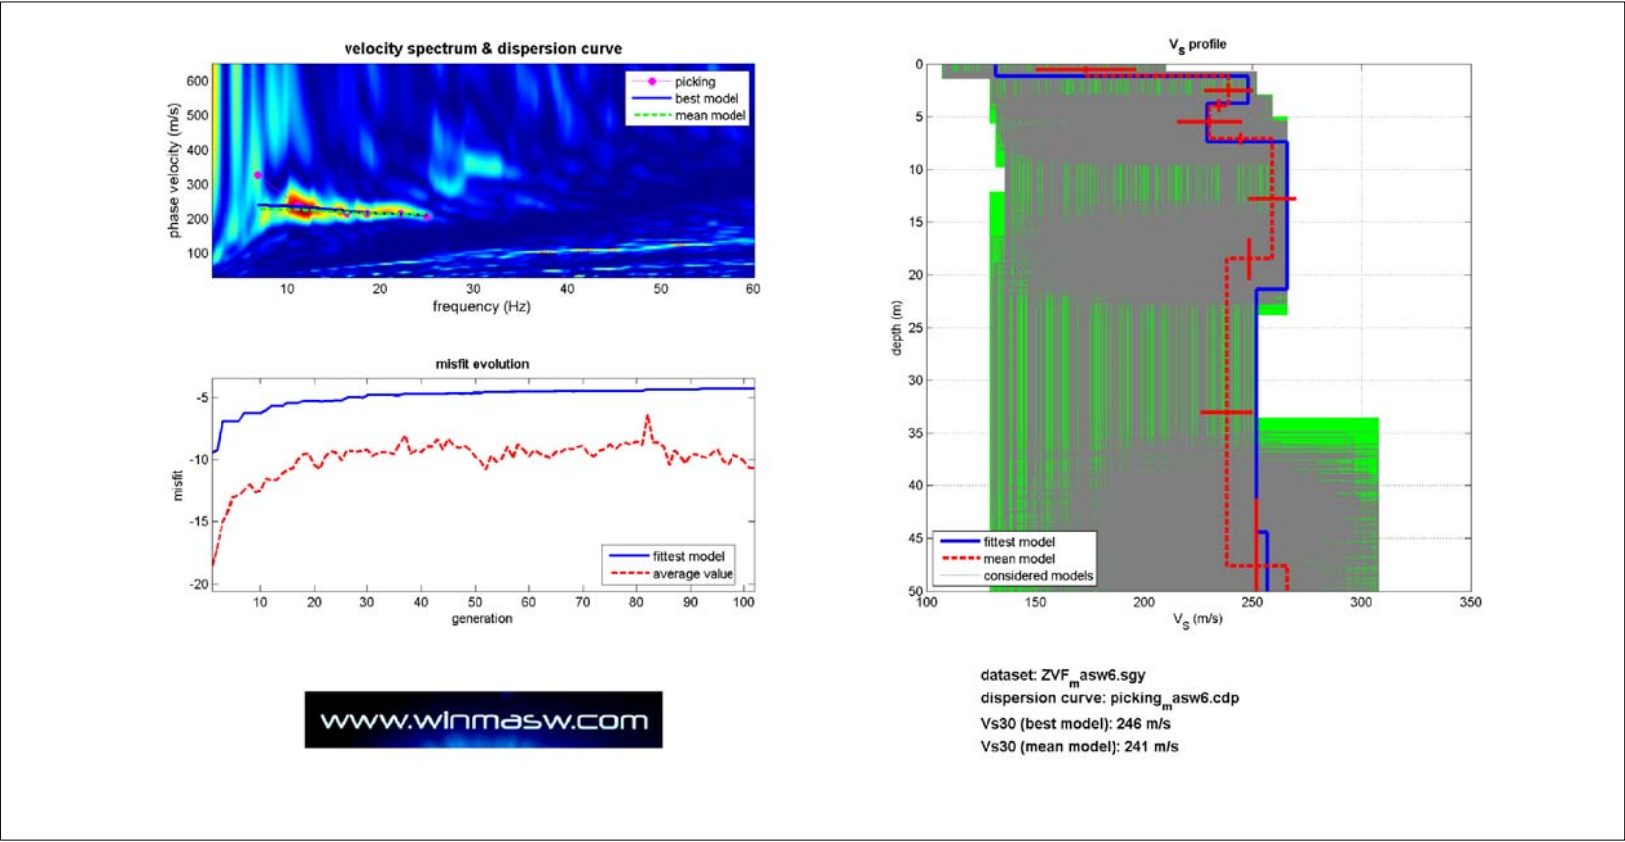 velocity spectrum & dispersion curve
600
500
400
300
200
100
phase velocity (m/s)
picking
best model
mean model
10
20
30
40
50
60
frequency (Hz)
misfit evolution
-5
-10
-15
-20
misfit
fittest model
average value
10
20
30
40
50
60
70
80
90
100
generation
www.winmasw.com
VS profile
0
5
10
15
20
25
30
35
40
45
50
depth (m)
fittest model
mean model
considered models
100
150
200
250
300
350
VS (m/s)
dataset: ZVFmasw6.sgy
dispersion curve: pickingmasw6.cdp
Vs30 (best model): 246 m/s
Vs30 (mean model): 241 m/s